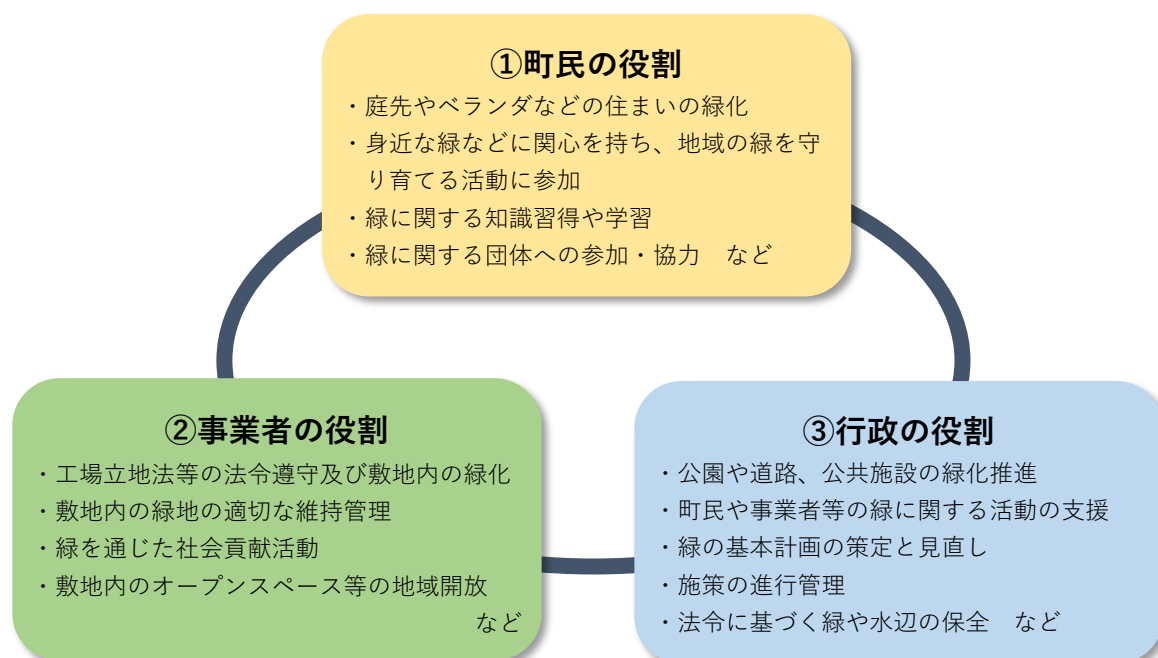 ①町民の役割
・庭先やベランダなどの住まいの緑化
・身近な緑などに関心を持ち、地域の緑を守
り育てる活動に参加
・緑に関する知識習得や学習
・緑に関する団体への参加・協力　など
②事業者の役割
・工場立地法等の法令遵守及び敷地内の緑化
・敷地内の緑地の適切な維持管理
・緑を通じた社会貢献活動
・敷地内のオープンスペース等の地域開放
など
③行政の役割
・公園や道路、公共施設の緑化推進
・町民や事業者等の緑に関する活動の支援
・緑の基本計画の策定と見直し
・施策の進行管理
・法令に基づく緑や水辺の保全　など